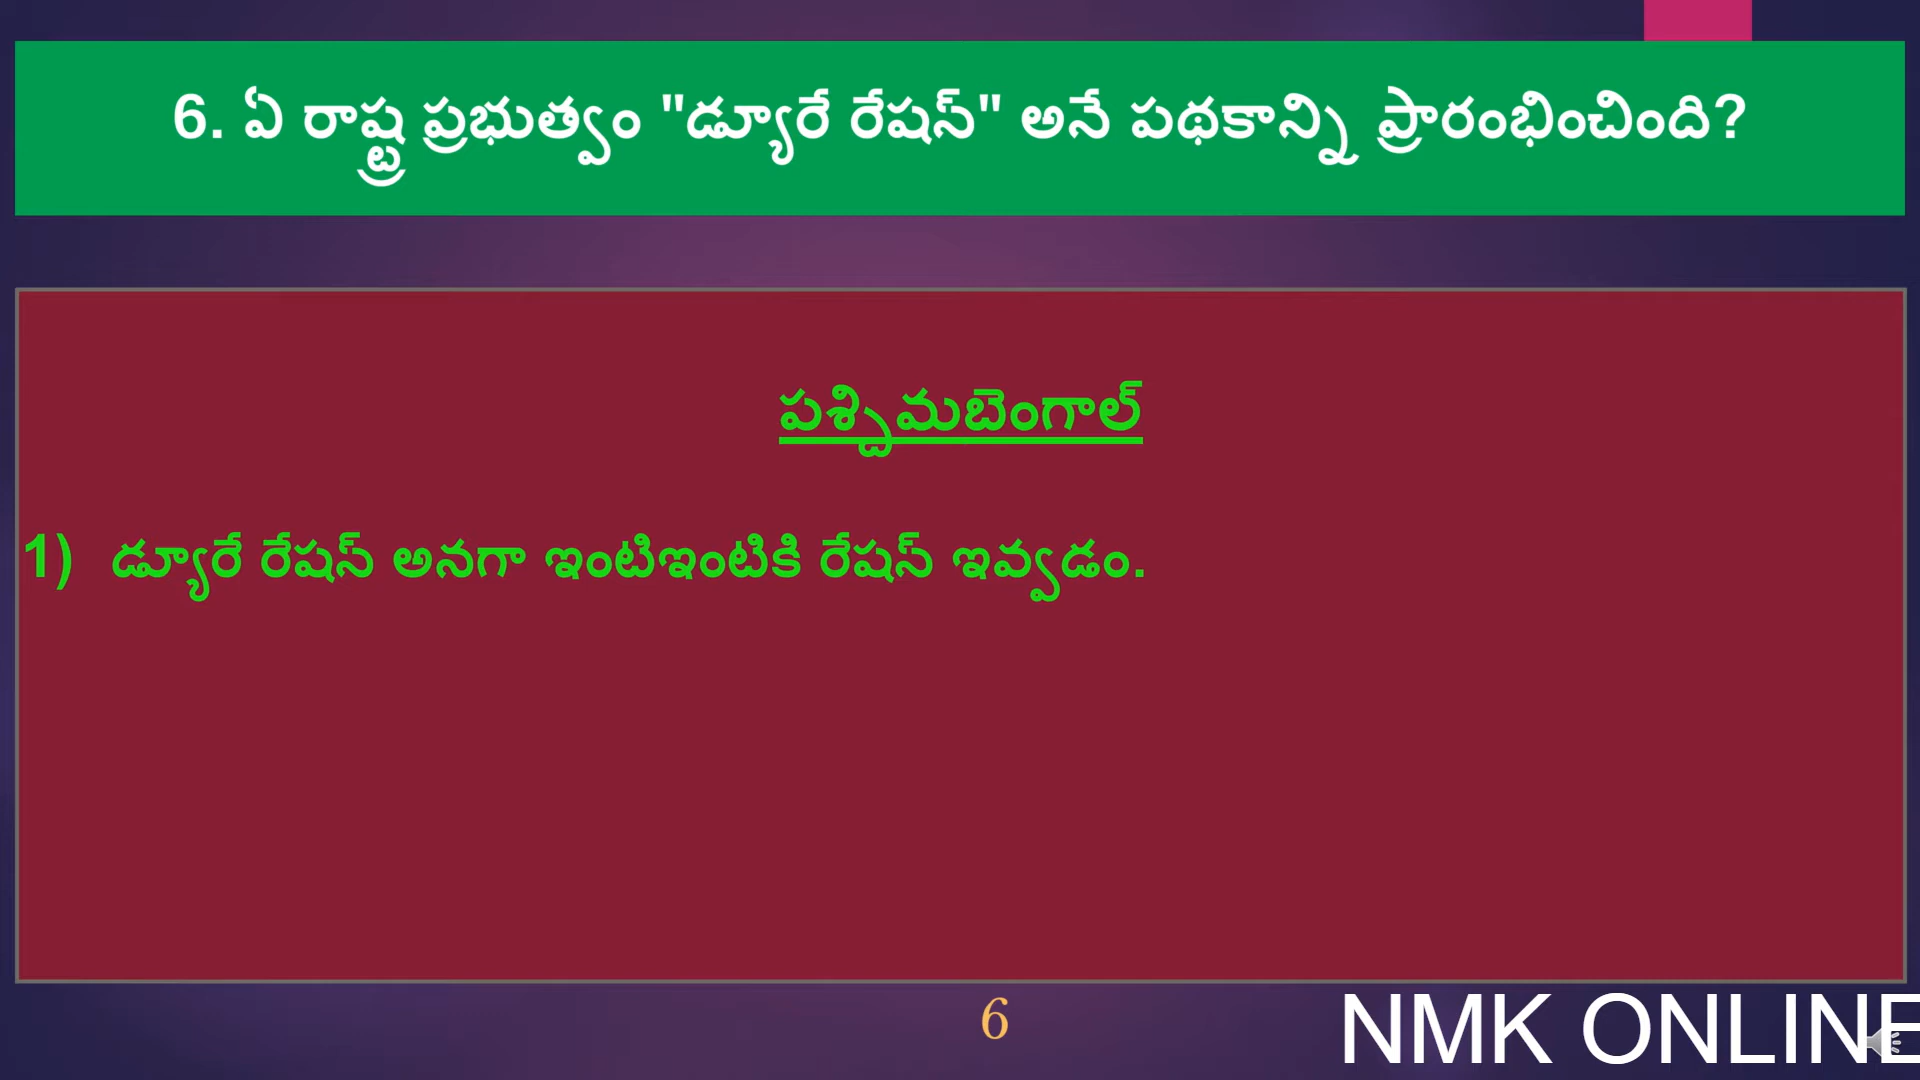 6. ఏ రాష్ట్ర ప్రభుత్వం "డ్యూరే రేషన్" అనే పథకాన్ని ప్రారంభించింది?
పశ్చిమబెంగాల్
1) డ్యూరే రేషన్ అనగా ఇంటిఇంటికి రేషన్ ఇవ్వడం.
6
NMK ONLINE